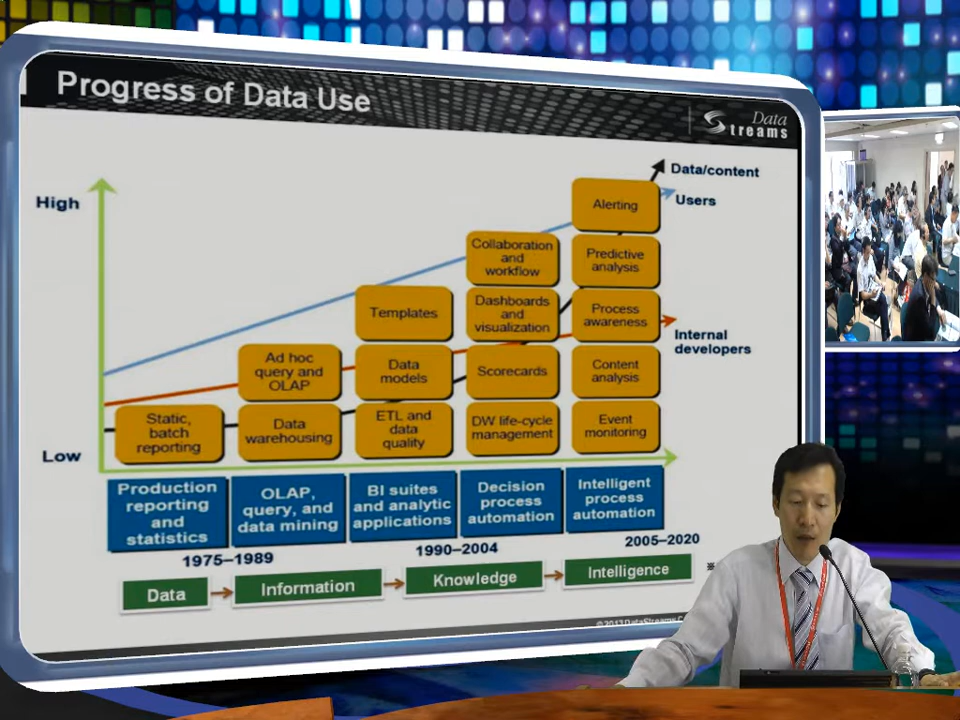 Progress of Data Use
Data
Streams
High
Low
Data/content
Users
Internal
developers
Alerting
Collaboration
and
workflow
Predictive
analysis
Templates
Dashboards
and
visualization
Process
awareness
Ad hoc
query and
OLAP
Data
models
Scorecards
Content
analysis
Static,
batch
reporting
Data
warehousing
ETL and
data
quality
DW life-cycle
management
Event
monitoring
Production
reporting
and
statistics
OLAP,
query, and
data mining
BI suites
and analytic
applications
Decision
process
automation
Intelligent
process
automation
1975–1989
1990–2004
2005–2020
Data
Information
Knowledge
Intelligence
※
©2013 DataStreams C